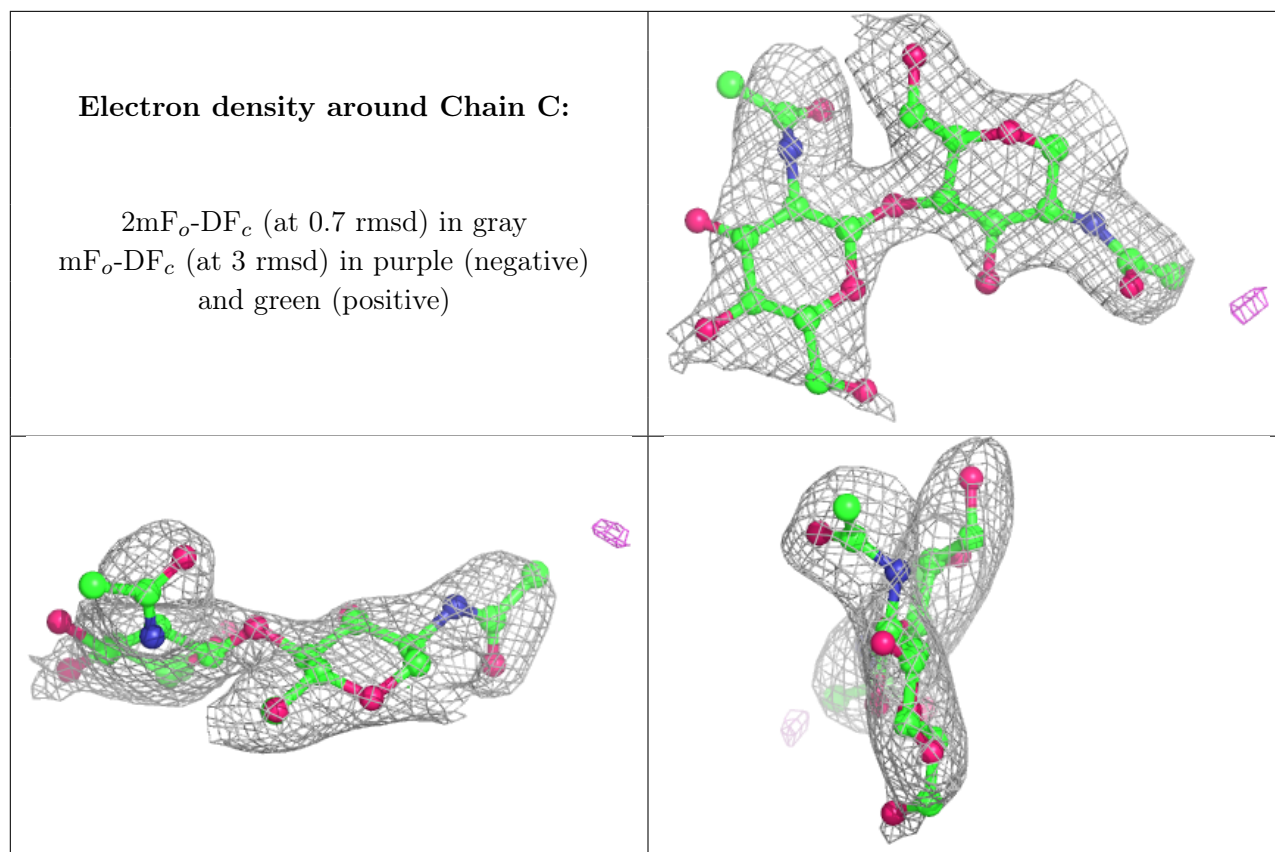 Electron density around Chain C:
2mFo-DFc (at 0.7 rmsd) in gray
mFo-DFc (at 3 rmsd) in purple (negative)
and green (positive)